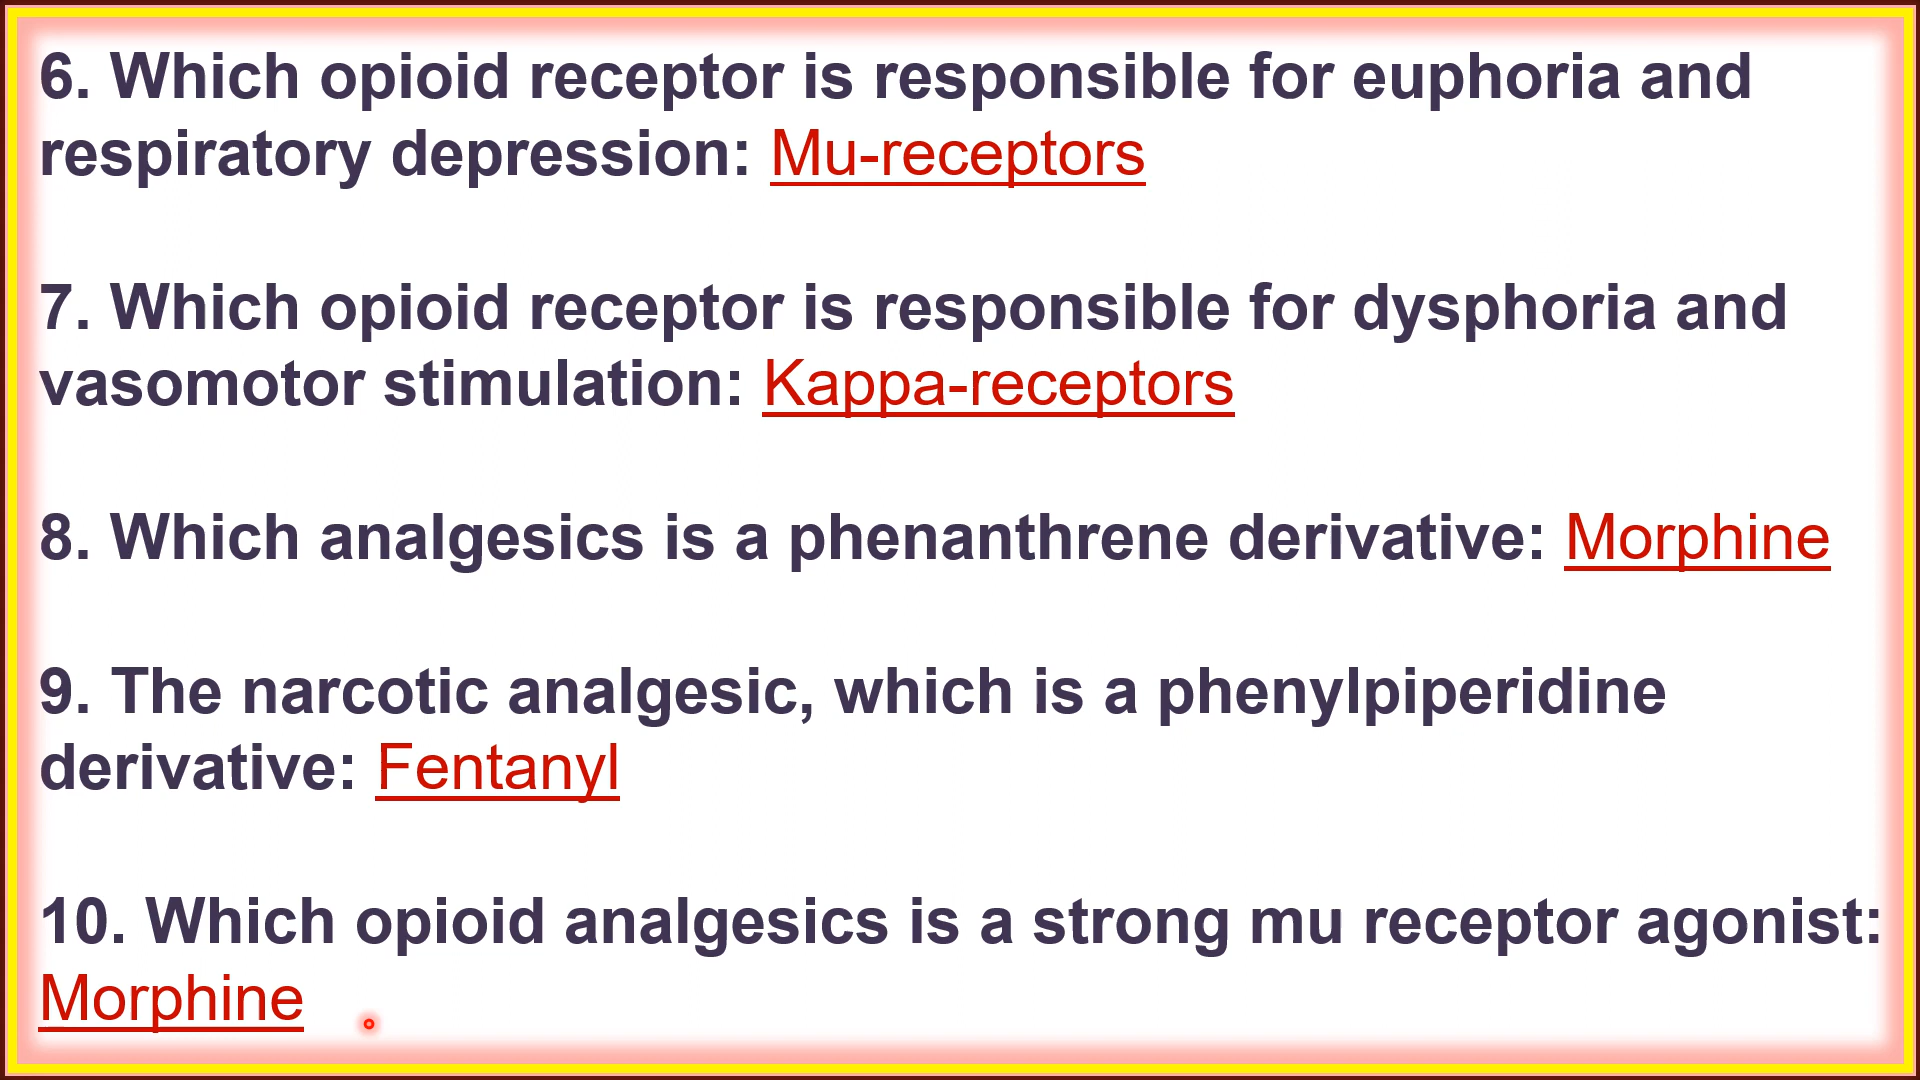 6. Which opioid receptor is responsible for euphoria and
respiratory depression: Mu-receptors
7. Which opioid receptor is responsible for dysphoria and
vasomotor stimulation: Kappa-receptors
8. Which analgesics is a phenanthrene derivative: Morphine
9. The narcotic analgesic, which is a phenylpiperidine
derivative: Fentanyl
10. Which opioid analgesics is a strong mu receptor agonist:
Morphine